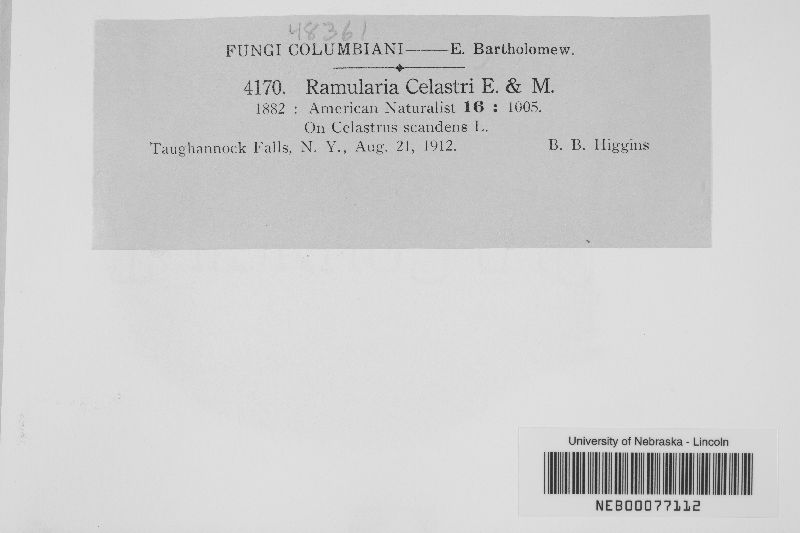 48361
FUNGI COLUMBIANI——E. Bartholomew.
4170. Ramularia Celastri E. & M.
1882 : American Naturalist 16 : 1005.
On Celastrus scandens L.
Taughannock Falls, N. Y., Aug. 21, 1912. B. B. Higgins
University of Nebraska - Lincoln
NEB00077112